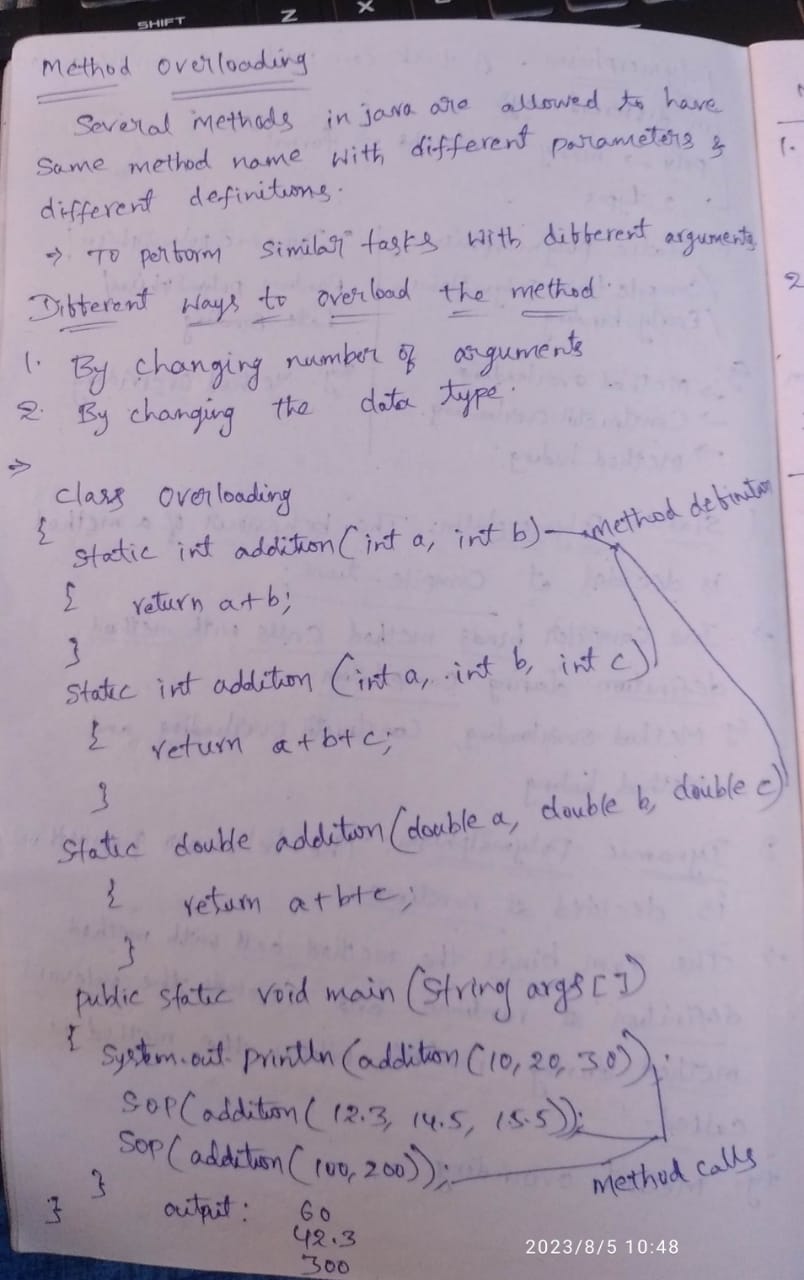 SHIFT
Z
X
Method Overloading
Several methods in java are allowed to have
Same method name with different parameters &
different definitions.
→ To perform similar tasks with different arguments
Different ways to overload the method.
1. By changing number of arguments
2. By changing the data type.
→
class overloading
{
static int addition(int a, int b) — method definition
{ return a+b;
}
static int addition (int a, int b, int c)
{ return a+b+c;
}
static double addition(double a, double b, double c)
{ return a+b+c;
}
public static void main (String args[])
{
System.out.println(addition(10, 20, 30));
SOP(addition(12.3, 14.5, 15.5));
SOP(addition(100, 200));
method calls
}
}
output: 60
42.3
300
1.
2
2023/8/5 10:48